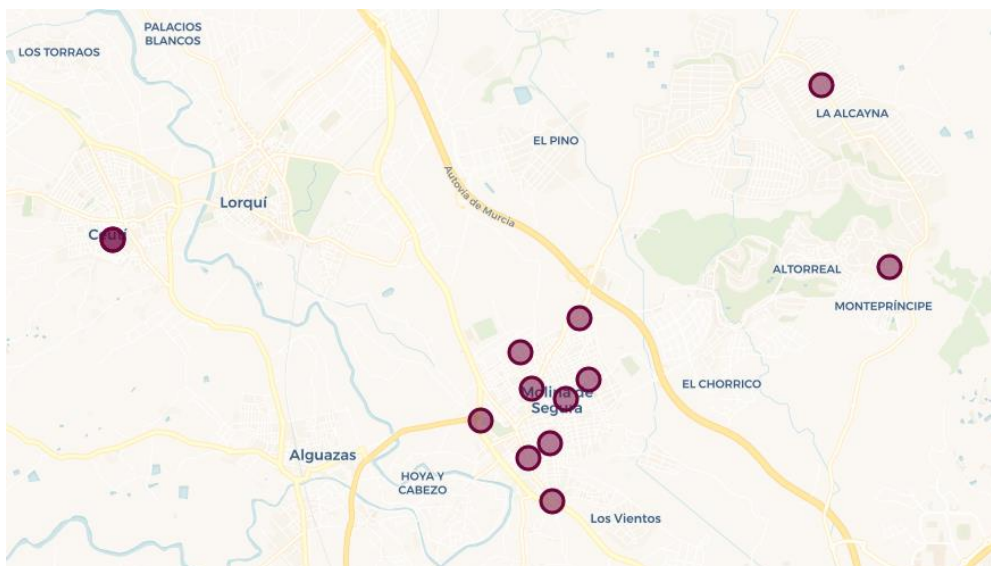 PALACIOS
BLANCOS
LOS TORRAOS
LA ALCAYNA
EL PINO
Autovía de Murcia
Lorquí
Ceutí
ALTORREAL
MONTEPRÍNCIPE
EL CHORRICO
Molina de
Segura
Alguazas
HOYA Y
CABEZO
Los Vientos